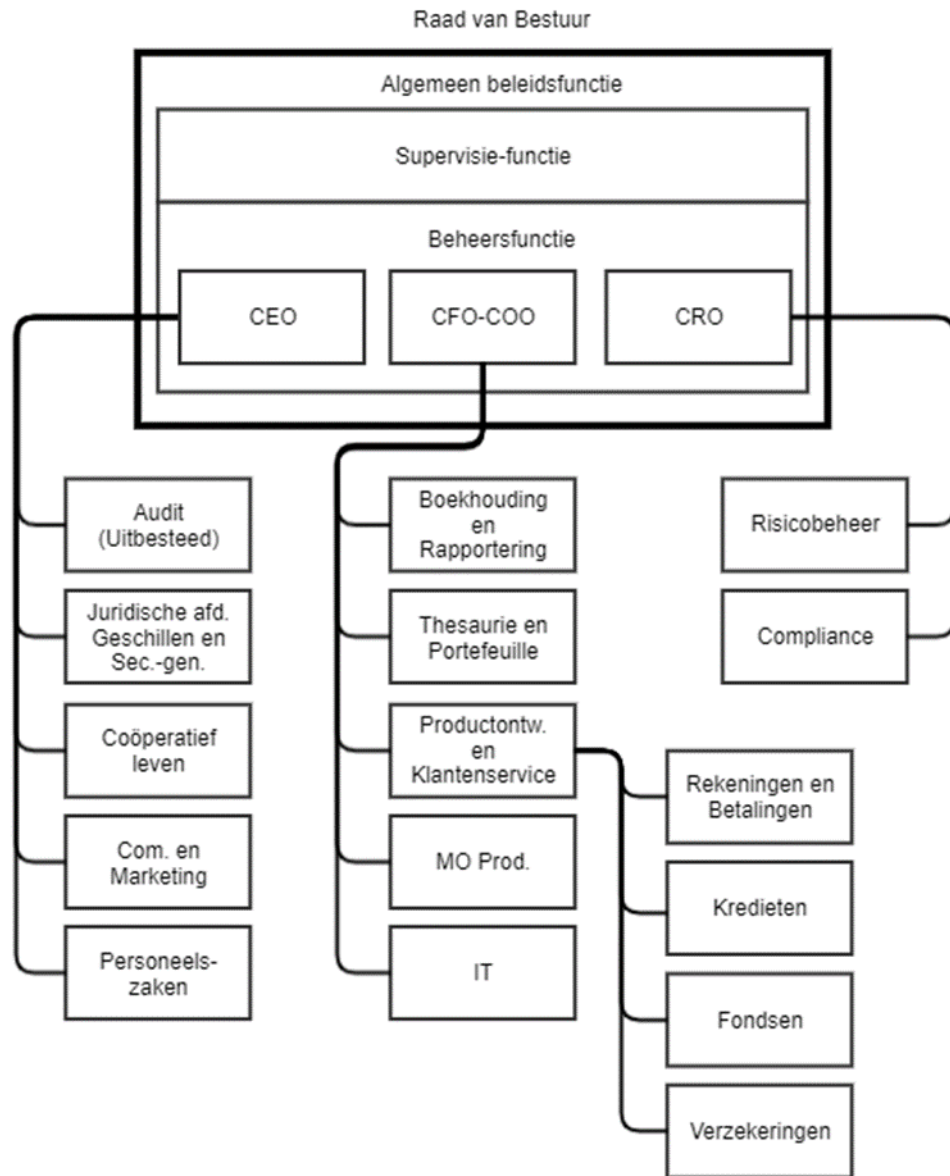 Raad van Bestuur
Algemeen beleidsfunctie
Supervisie-functie
Beheersfunctie
CEO
CFO-COO
CRO
Audit
(Uitbesteed)
Juridische afd.
Geschillen en
Sec.-gen.
Coöperatief
leven
Com. en
Marketing
Personeels-
zaken
Boekhouding
en
Rapportering
Thesaurie en
Portefeuille
Productontw.
en
Klantenservice
MO Prod.
IT
Risicobeheer
Compliance
Rekeningen en
Betalingen
Kredieten
Fondsen
Verzekeringen